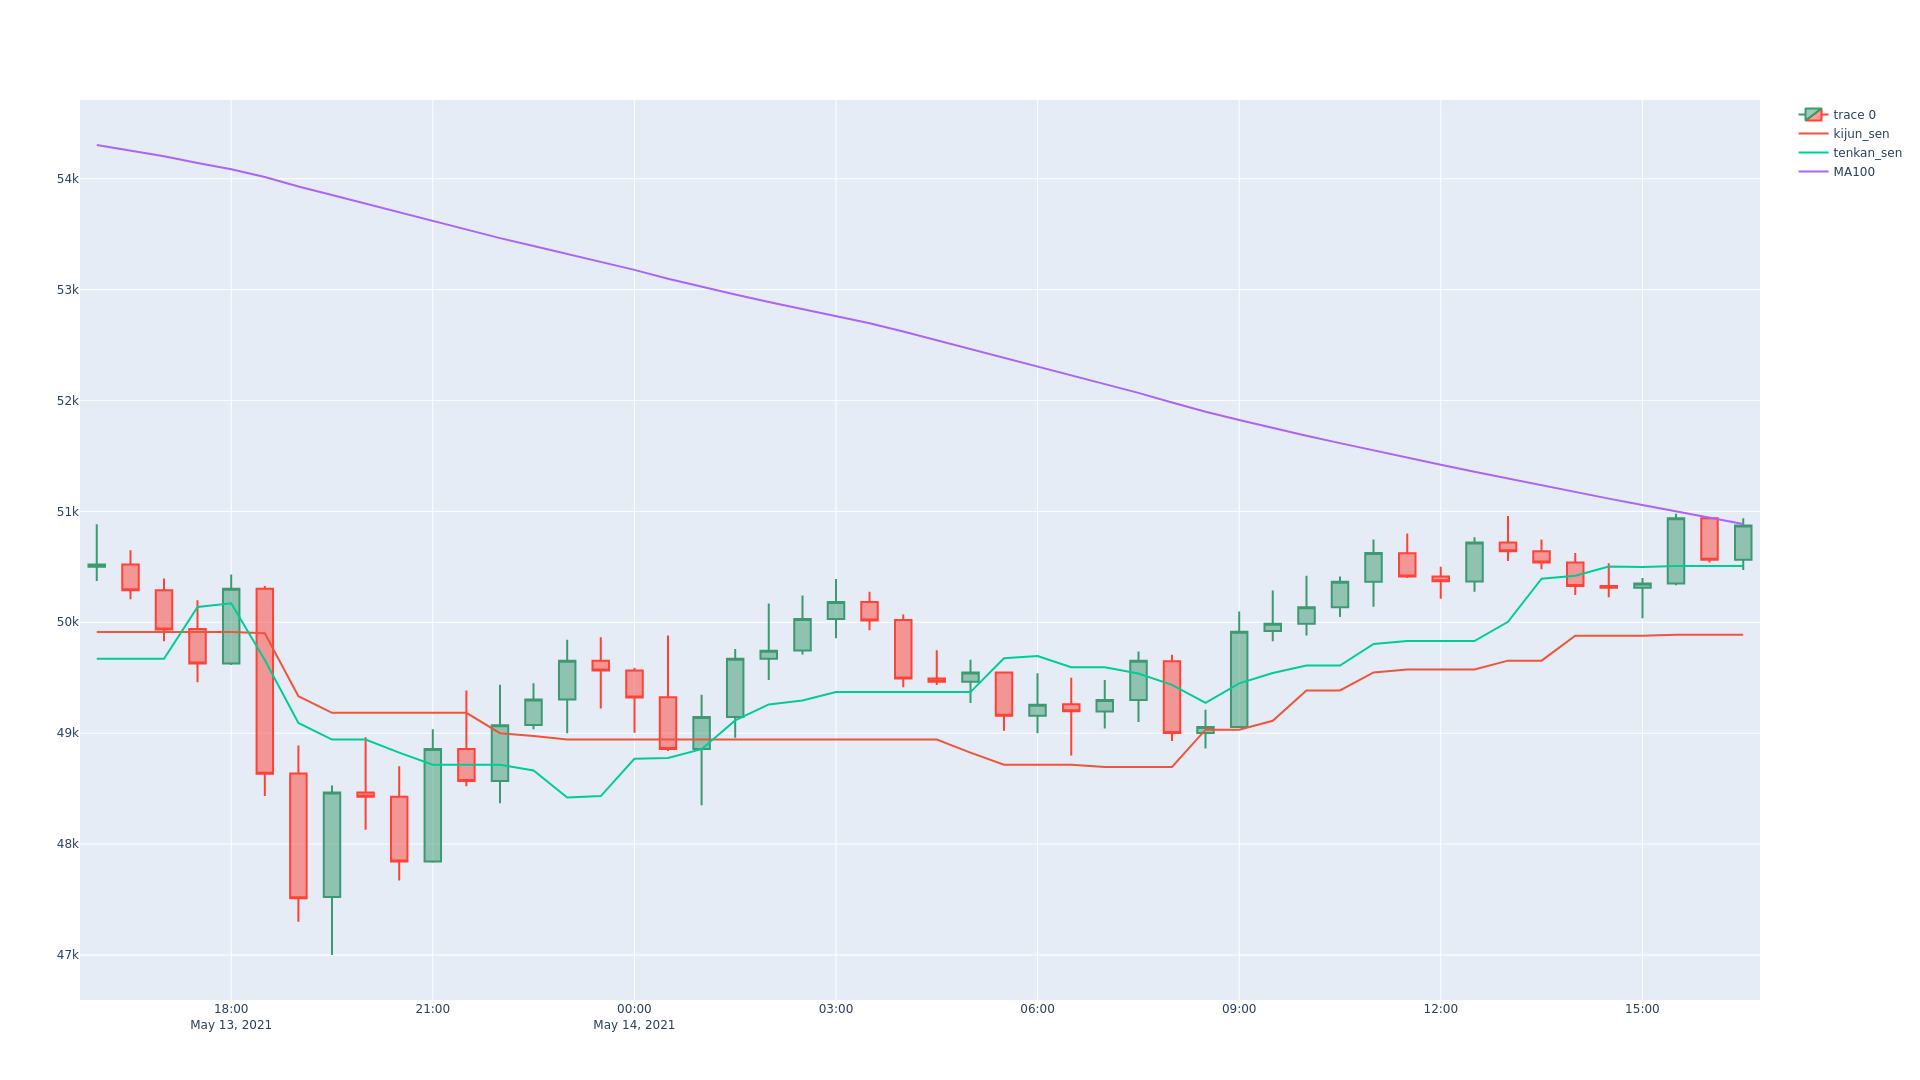 trace 0
kijun_sen
tenkan_sen
MA100
54k
53k
52k
51k
50k
49k
48k
47k
18:00 21:00 00:00 03:00 06:00 09:00 12:00 15:00
May 13, 2021 May 14, 2021